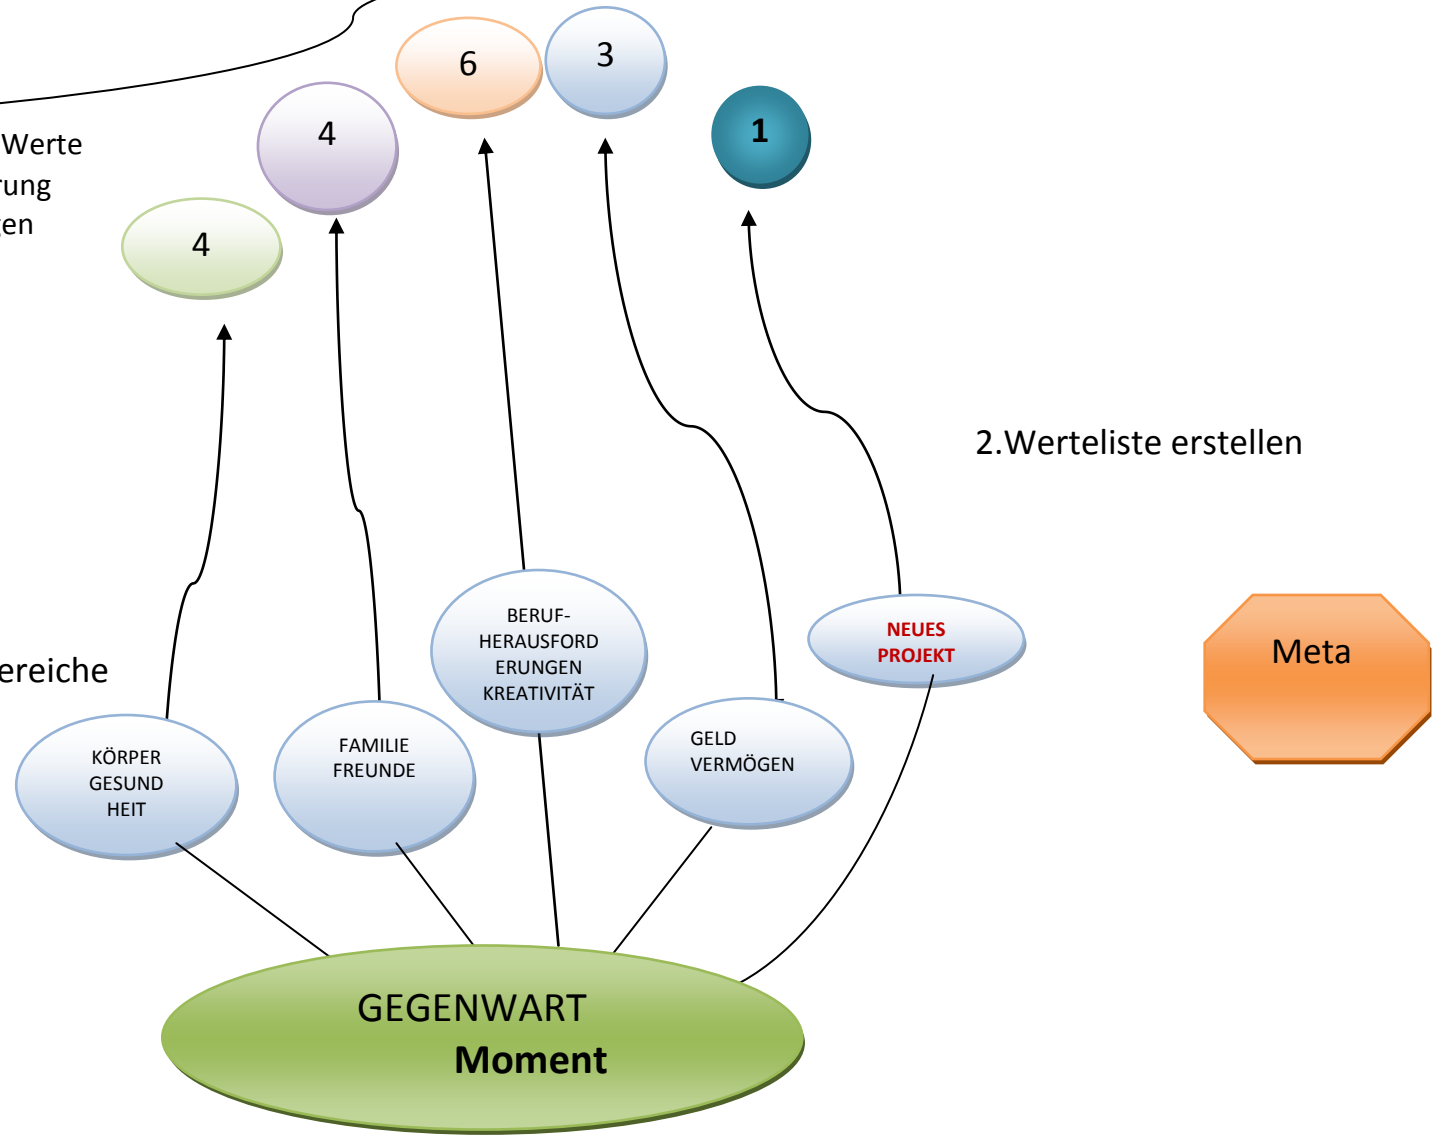 6
3
1
4
Werte
rung
gen
4
2.Werteliste erstellen
BERUF-
HERAUSFORD
ERUNGEN
KREATIVITÄT
NEUES
PROJEKT
Meta
ereiche
KÖRPER
GESUND
HEIT
FAMILIE
FREUNDE
GELD
VERMÖGEN
GEGENWART
Moment